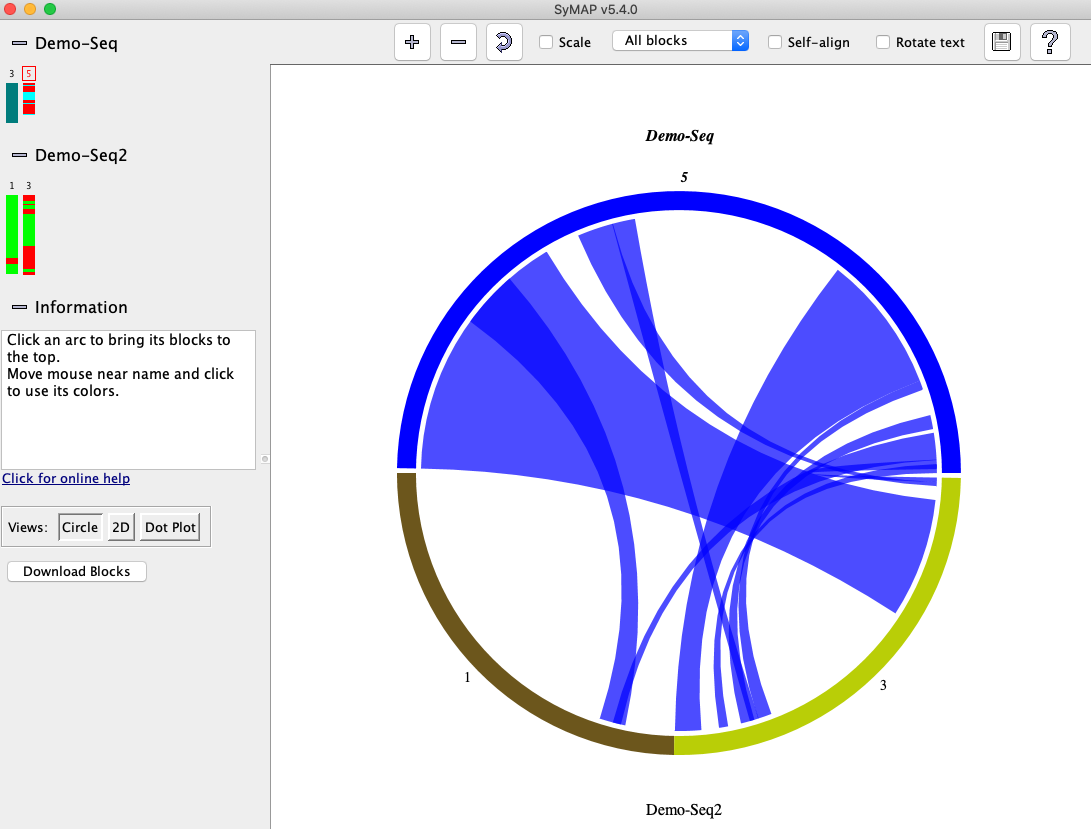 SyMAP v5.4.0
Demo-Seq
3 5
Demo-Seq2
1 3
Information
Click an arc to bring its blocks to
the top.
Move mouse near name and click
to use its colors.
Click for online help
Views: Circle 2D Dot Plot
Download Blocks
+ − Scale All blocks Self-align Rotate text ?
Demo-Seq
5
1
3
Demo-Seq2